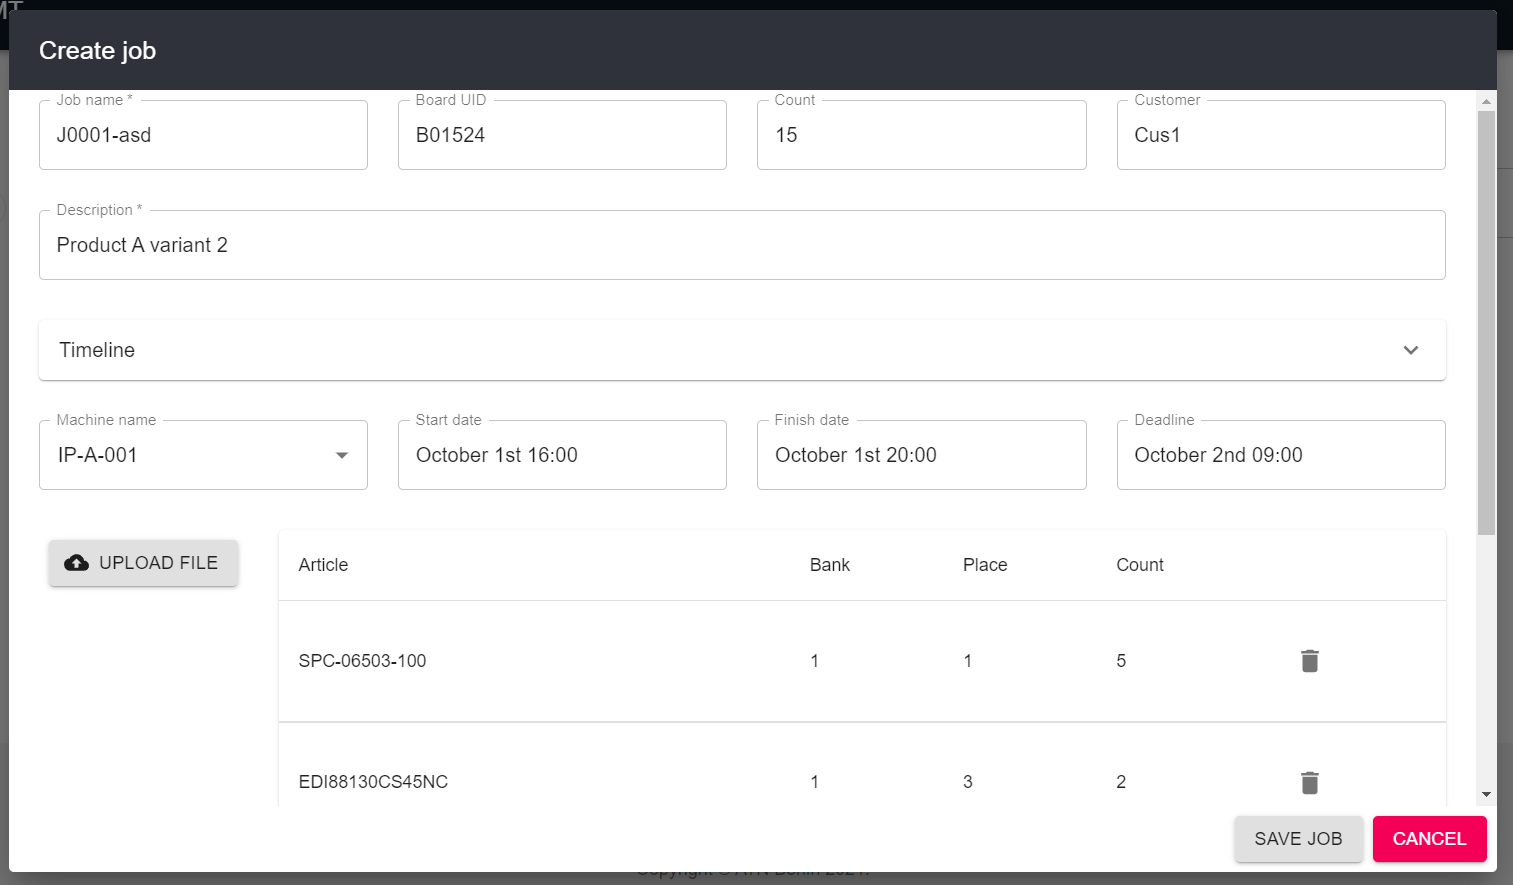 Create job
Job name * Board UID Count Customer
J0001-asd B01524 15 Cus1
Description *
Product A variant 2
Timeline
Machine name Start date Finish date Deadline
IP-A-001 October 1st 16:00 October 1st 20:00 October 2nd 09:00
UPLOAD FILE
Article Bank Place Count
SPC-06503-100 1 1 5
EDI88130CS45NC 1 3 2
SAVE JOB CANCEL